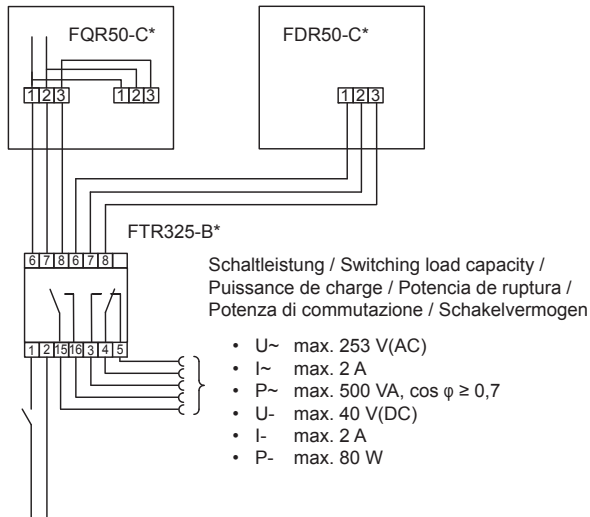 FQR50-C*
FDR50-C*
1 2 3
1 2 3
1 2 3
FTR325-B*
6 7 8 6 7 8
1 2 15 16 3 4 5
Schaltleistung / Switching load capacity /
Puissance de charge / Potencia de ruptura /
Potenza di commutazione / Schakelvermogen
• U~ max. 253 V(AC)
• I~ max. 2 A
• P~ max. 500 VA, cos φ ≥ 0,7
• U- max. 40 V(DC)
• I- max. 2 A
• P- max. 80 W